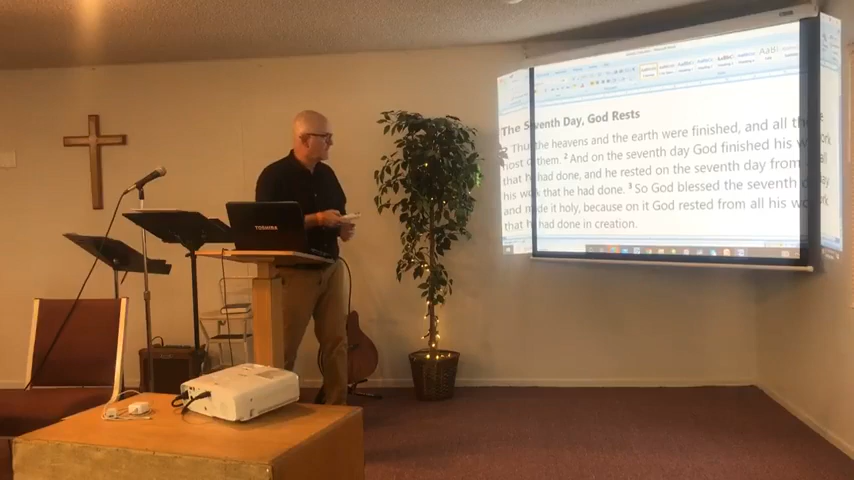 The Seventh Day, God Rests
2 Thus the heavens and the earth were finished, and all the
host of them. 2 And on the seventh day God finished his work
that he had done, and he rested on the seventh day from all
his work that he had done. 3 So God blessed the seventh day
and made it holy, because on it God rested from all his work
that he had done in creation.
TOSHIBA